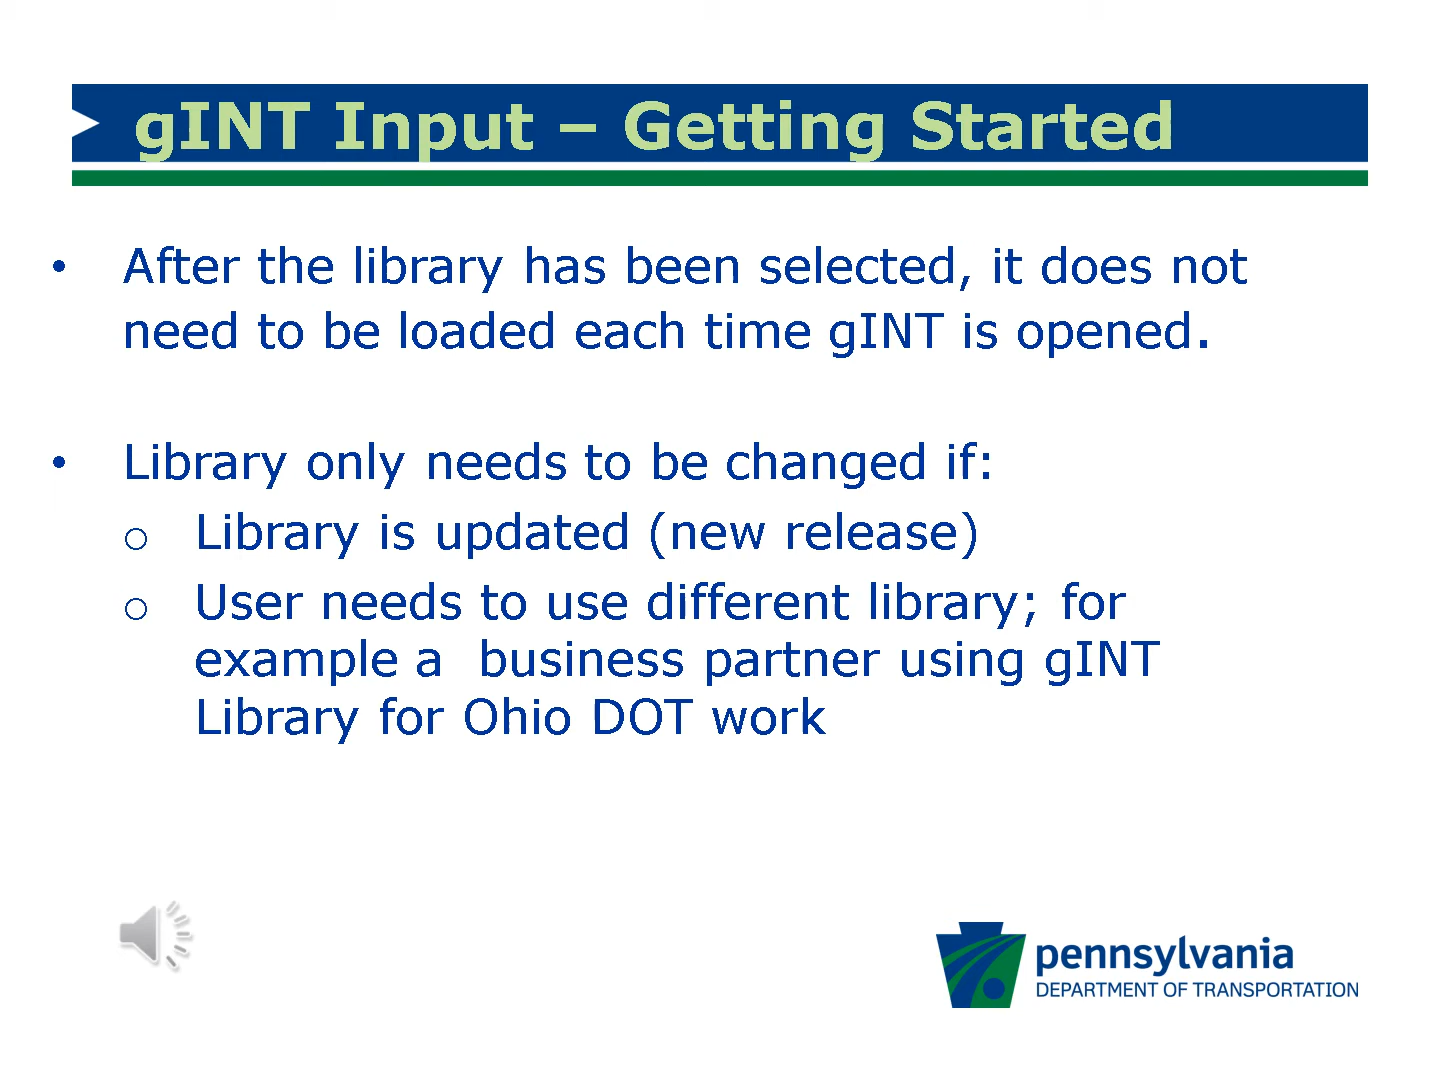 gINT Input – Getting Started
• After the library has been selected, it does not
need to be loaded each time gINT is opened.
• Library only needs to be changed if:
o Library is updated (new release)
o User needs to use different library; for
example a  business partner using gINT
Library for Ohio DOT work
pennsylvania
DEPARTMENT OF TRANSPORTATION